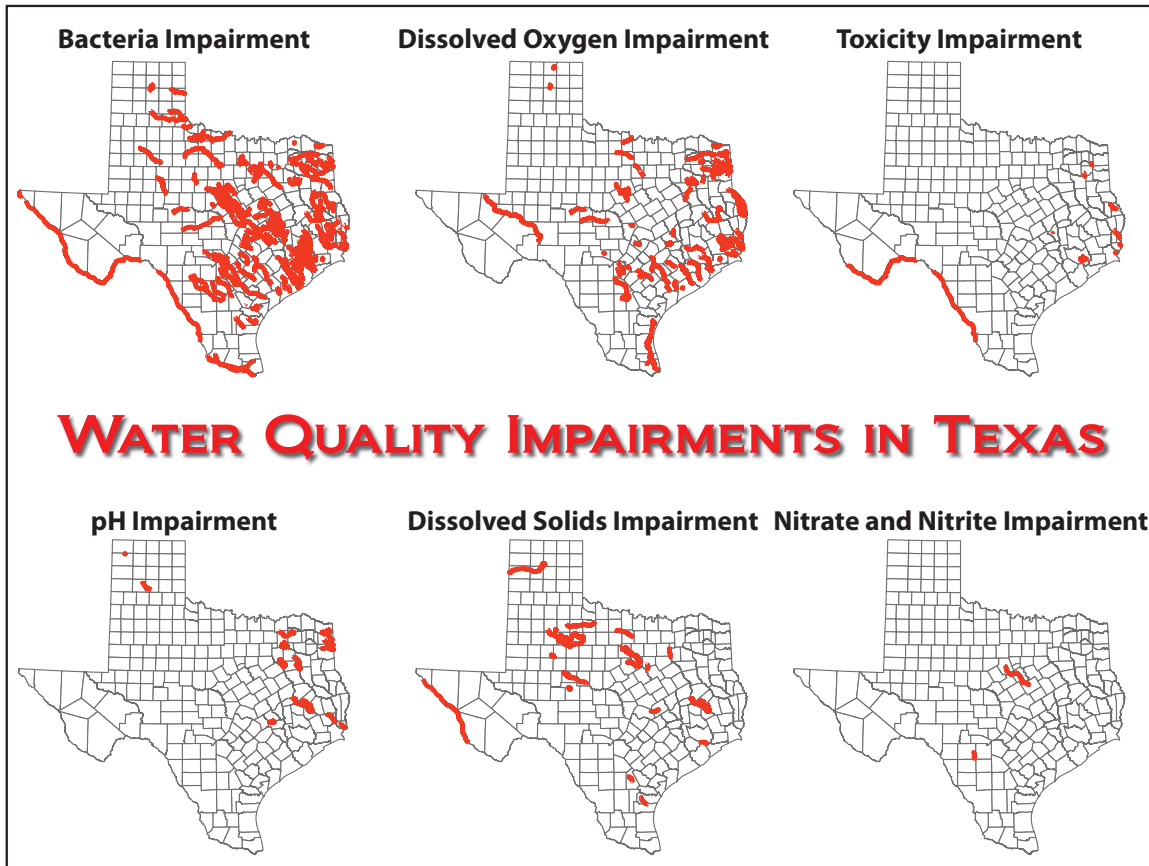 Bacteria Impairment
Dissolved Oxygen Impairment
Toxicity Impairment
Water Quality Impairments in Texas
pH Impairment
Dissolved Solids Impairment
Nitrate and Nitrite Impairment